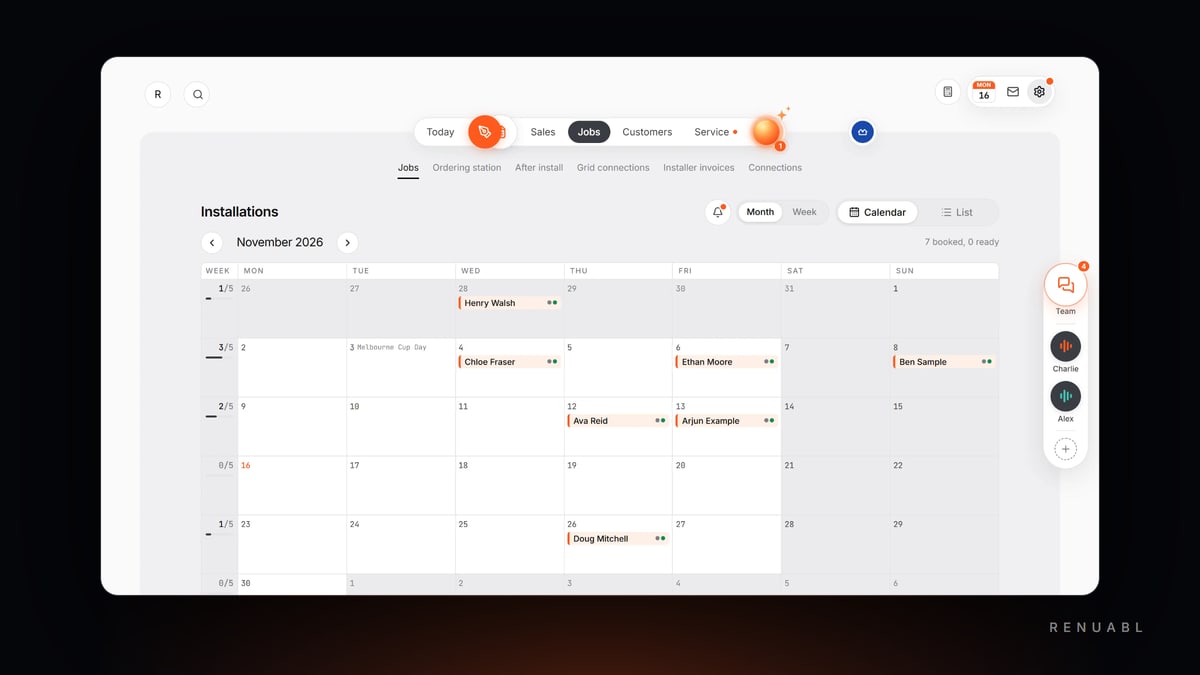 R
MON
16
Today
Sales
Jobs
Customers
Service
1
Jobs
Ordering station
After install
Grid connections
Installer invoices
Connections
Installations
Month
Week
Calendar
List
November 2026
7 booked, 0 ready
WEEK MON TUE WED THU FRI SAT SUN
1/5 26 27 28 29 30 31 1
Henry Walsh
3/5 2 3 Melbourne Cup Day 4 5 6 7 8
Chloe Fraser Ethan Moore Ben Sample
2/5 9 10 11 12 13 14 15
Ava Reid Arjun Example
0/5 16 17 18 19 20 21 22
1/5 23 24 25 26 27 28 29
Doug Mitchell
0/5 30 1 2 3 4 5 6
4
Team
Charlie
Alex
RENUABL